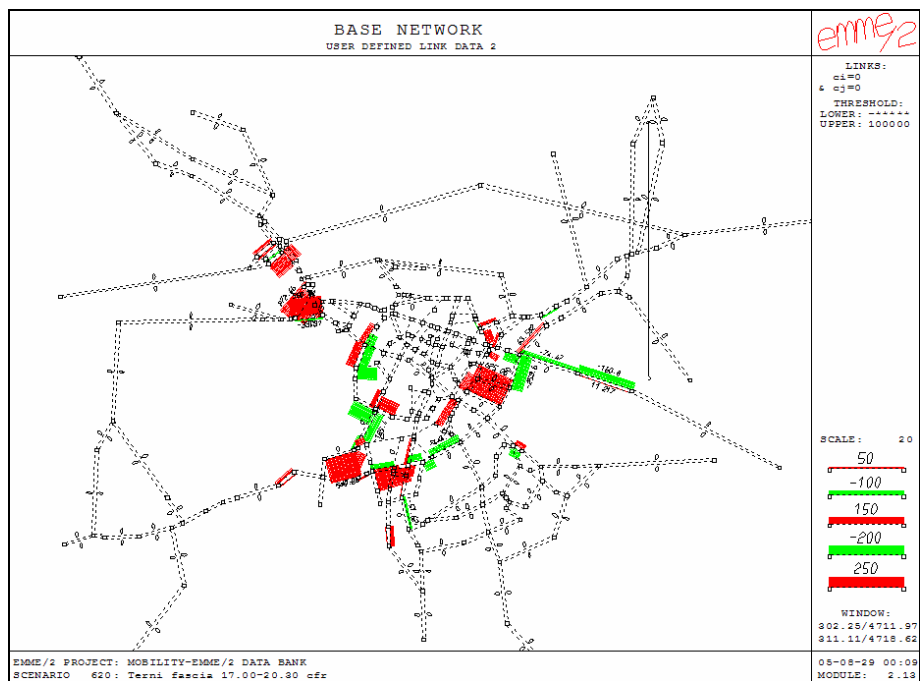 BASE NETWORK
USER DEFINED LINK DATA 2
emme/2
LINKS:
ci=0
& cj=0
THRESHOLD:
LOWER: -*****
UPPER: 100000
SCALE: 20
50
-100
150
-200
250
WINDOW:
302.25/4711.97
311.11/4718.62
EMME/2 PROJECT: MOBILITY-EMME/2 DATA BANK
SCENARIO 620: Terni fascia 17.00-20.30 cfr
05-08-29 00:09
MODULE: 2.13